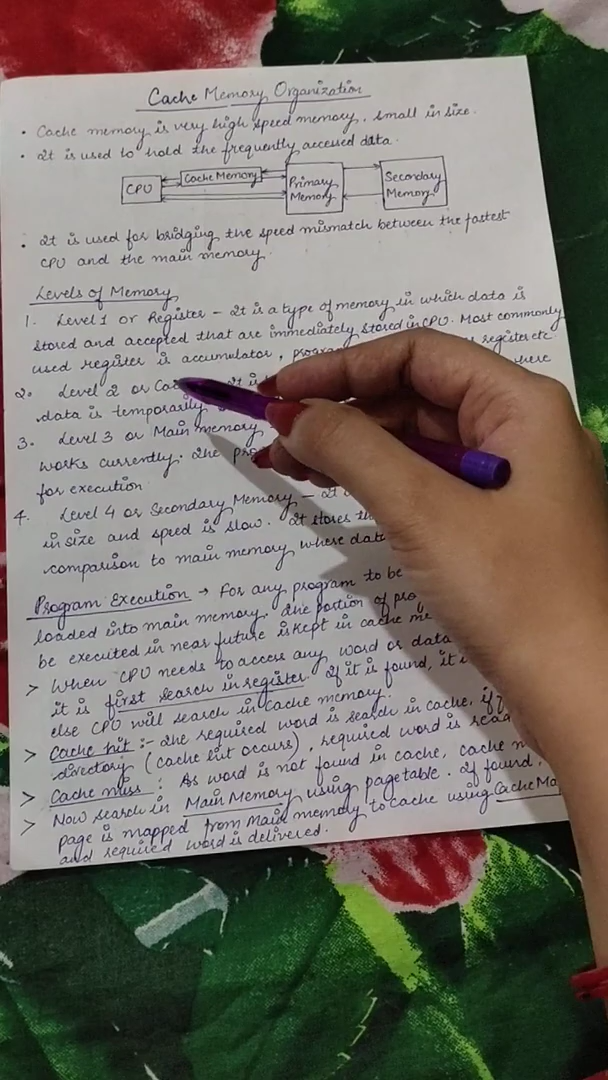 Cache Memory Organization
• Cache memory is very high speed memory, small in size.
• It is used to hold the frequently accessed data.
CPU
Cache Memory
Primary Memory
Secondary Memory
• It is used for bridging the speed mismatch between the fastest
CPU and the main memory.
Levels of Memory
1. Level 1 or Register - It is a type of memory in which data is
stored and accepted that are immediately stored in CPU. Most commonly
used register is accumulator, register etc.
2. Level 2 or where
data is temporarily
3. Level 3 or Main memory
works currently. The
for execution.
4. Level 4 or Secondary Memory - It
in size and speed is slow. It stores
comparison to main memory where
Program Execution → For any program to be
loaded into main memory. The portion of
be executed in near future is kept in cache
> When CPU needs to access any word or data
it is first search in register. If it is found, it
else CPU will search in cache memory.
> Cache hit :- The required word is search in cache, if
directory (cache hit occurs), required word is
> Cache miss : As word is not found in cache, cache
> Now search in Main Memory using pagetable. If found,
page is mapped from main memory to cache using Cache
and required word is delivered.